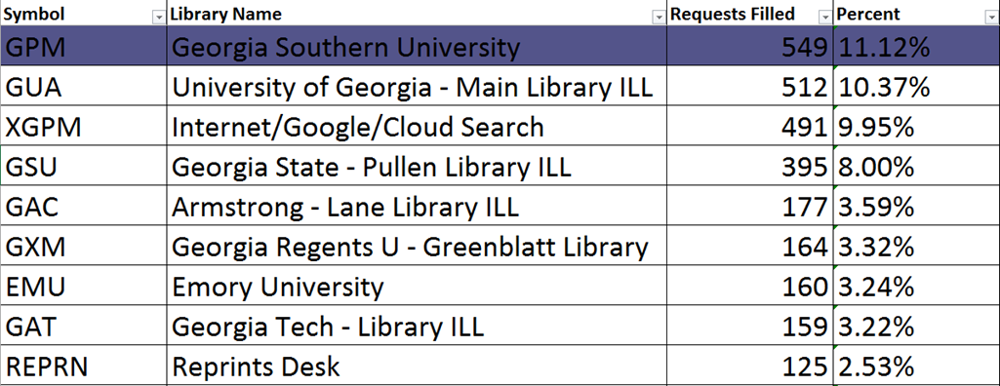 Symbol Library Name Requests Filled Percent
GPM Georgia Southern University 549 11.12%
GUA University of Georgia - Main Library ILL 512 10.37%
XGPM Internet/Google/Cloud Search 491 9.95%
GSU Georgia State - Pullen Library ILL 395 8.00%
GAC Armstrong - Lane Library ILL 177 3.59%
GXM Georgia Regents U - Greenblatt Library 164 3.32%
EMU Emory University 160 3.24%
GAT Georgia Tech - Library ILL 159 3.22%
REPRN Reprints Desk 125 2.53%